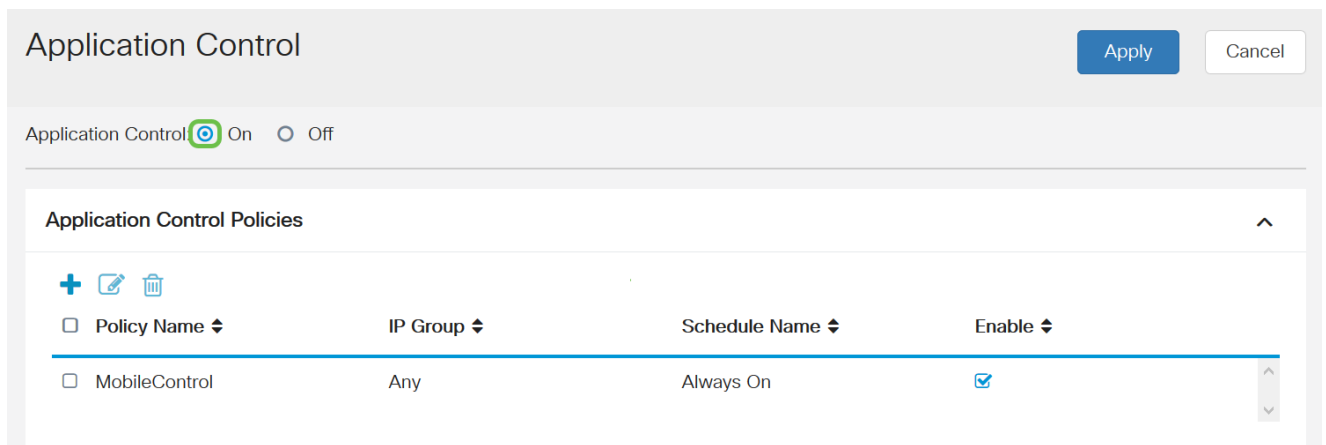 Application Control
Apply
Cancel
Application Control: On Off
Application Control Policies
Policy Name IP Group Schedule Name Enable
MobileControl Any Always On